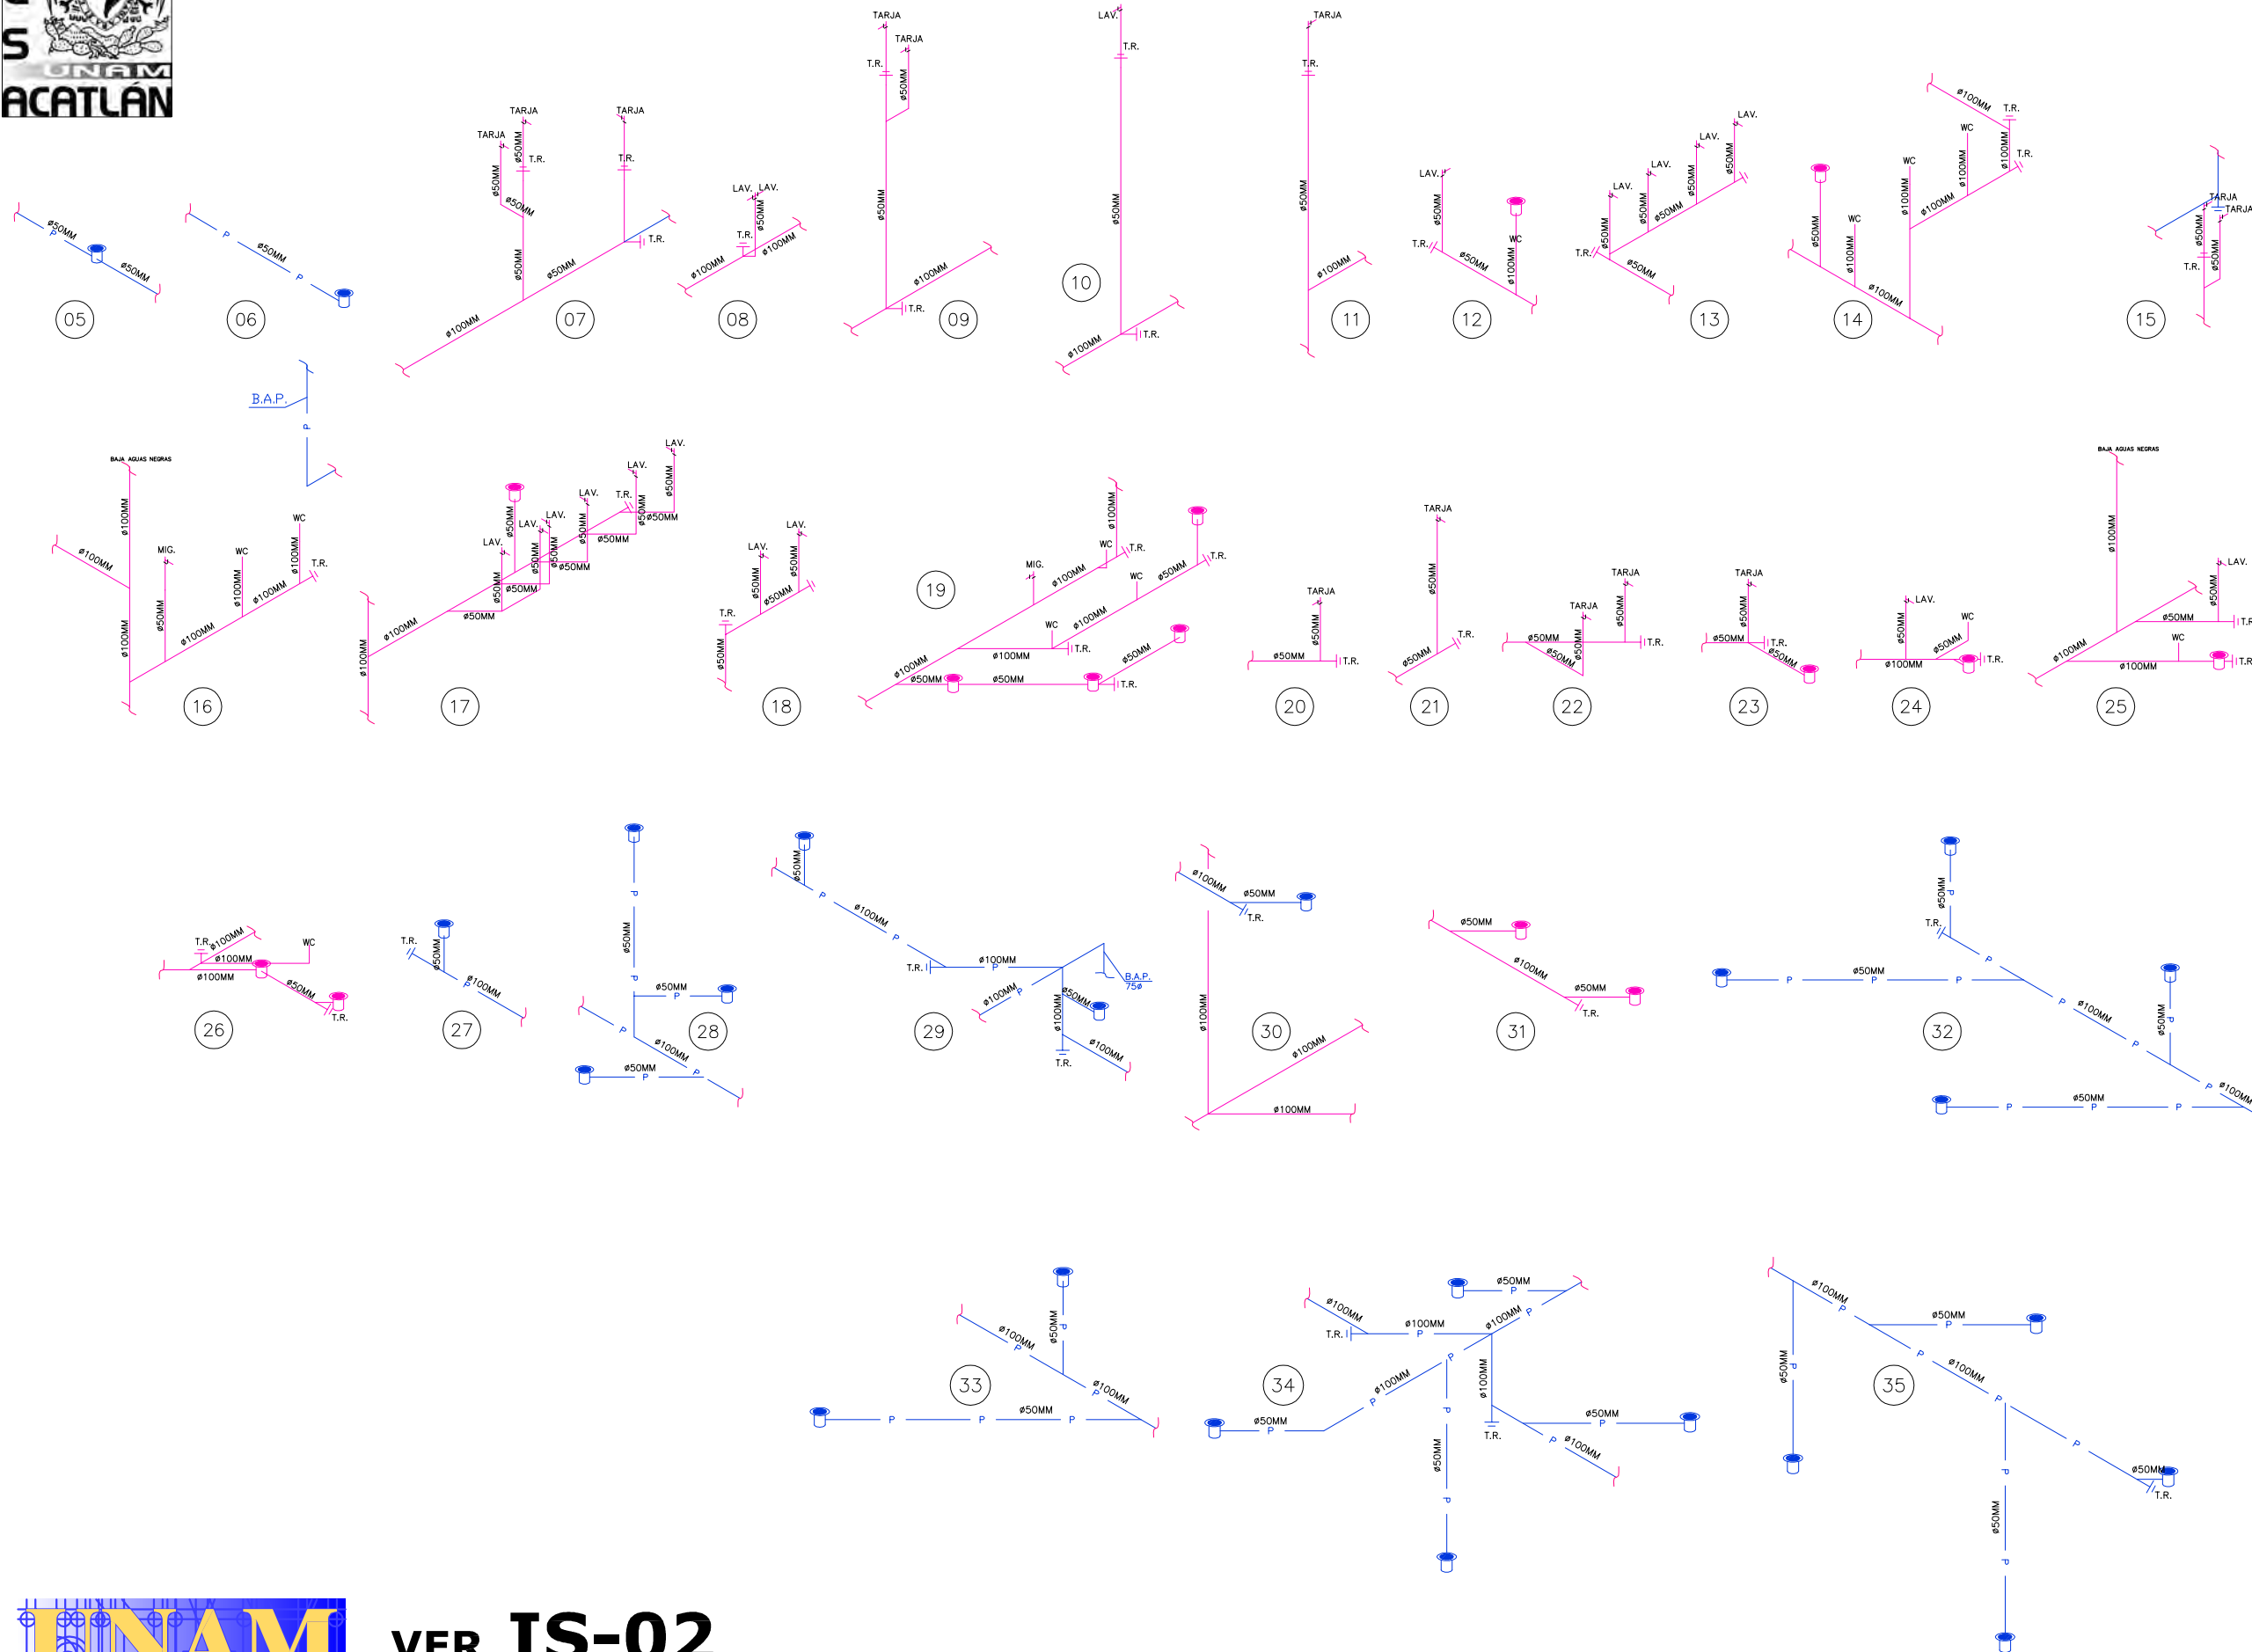 S
UNAM
ACATLÁN
ø50MM
P
ø50MM
05
P
ø50MM
P
06
B.A.P.
P
TARJA
TARJA
ø50MM
ø50MM
T.R.
ø50MM
ø50MM
TARJA
T.R.
T.R.
ø50MM
ø100MM
07
LAV. LAV.
ø50MM
T.R.
ø100MM
ø100MM
08
TARJA
TARJA
T.R.
ø50MM
ø50MM
ø100MM
T.R.
09
LAV.
T.R.
ø50MM
T.R.
ø100MM
10
TARJA
T.R.
ø50MM
ø100MM
11
LAV.
ø50MM
T.R.
ø50MM
WC
ø100MM
12
LAV.
LAV.
LAV.
LAV.
ø50MM
ø50MM
ø50MM
ø50MM
ø50MM
T.R.
ø50MM
13
ø100MM
T.R.
WC
ø100MM
T.R.
WC
ø100MM
ø100MM
ø100MM
WC
ø50MM
ø100MM
ø100MM
14
TARJA
TARJA
ø50MM
T.R.
ø50MM
15
BAJA AGUAS NEGRAS
ø100MM
ø100MM
MIG.
WC
WC
ø100MM
T.R.
ø50MM
ø100MM
ø100MM
ø100MM
ø100MM
16
LAV.
LAV.
LAV.
LAV.
LAV.
LAV.
T.R.
ø50MM
ø50MM
ø50MM
ø50MM
ø50MM
ø50MM
ø50MM
ø50MM
ø50MM
ø50MM
ø50MM
ø50MM
ø100MM
ø100MM
17
LAV.
LAV.
ø50MM
ø50MM
ø50MM
T.R.
ø50MM
18
ø100MM
WC
T.R.
T.R.
MIG.
ø100MM
WC
ø50MM
ø100MM
WC
T.R.
ø100MM
ø100MM
ø50MM
ø50MM
ø50MM
T.R.
19
TARJA
ø50MM
ø50MM
T.R.
20
TARJA
ø50MM
T.R.
ø50MM
21
TARJA
TARJA
ø50MM
ø50MM
ø50MM
ø50MM
T.R.
22
TARJA
ø50MM
ø50MM
T.R.
ø50MM
23
LAV.
ø50MM
WC
ø50MM
ø100MM
T.R.
24
BAJA AGUAS NEGRAS
ø100MM
LAV.
ø50MM
ø50MM
T.R
WC
ø100MM
ø100MM
T.R.
25
T.R.
ø100MM
WC
ø100MM
ø100MM
ø50MM
T.R.
26
T.R.
ø50MM
ø100MM
P
27
P
ø50MM
P
ø50MM
P
P
ø100MM
ø50MM
P
P
28
ø50MM
P
ø100MM
P
T.R.
ø100MM
P
ø100MM
P
ø50MM
ø100MM
B.A.P.
75ø
ø100MM
T.R.
29
ø100MM
ø50MM
T.R.
ø100MM
ø100MM
ø100MM
30
ø50MM
ø100MM
ø50MM
T.R.
31
ø50MM
P
T.R.
P
P
ø50MM
P
P
ø100MM
P
ø50MM
P
P
ø100MM
P
ø50MM
P
P
32
ø50MM
P
ø100MM
P
ø100MM
P
P
P
ø50MM
P
33
ø50MM
P
ø100MM
T.R.
ø100MM
P
ø100MM
P
ø100MM
P
ø50MM
P
ø100MM
P
ø50MM
P
T.R.
ø50MM
P
P
ø100MM
34
ø100MM
P
ø50MM
P
ø50MM
P
P
ø100MM
P
P
ø50MM
T.R.
P
ø50MM
P
35
UNAM
VER IS-02